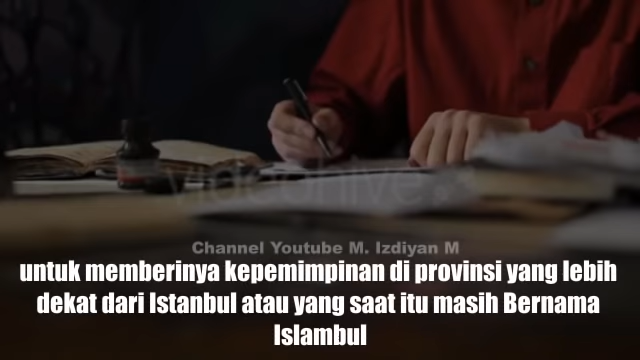 videohive
Channel Youtube M. Izdiyan M
untuk memberinya kepemimpinan di provinsi yang lebih
dekat dari Istanbul atau yang saat itu masih Bernama
Islambul